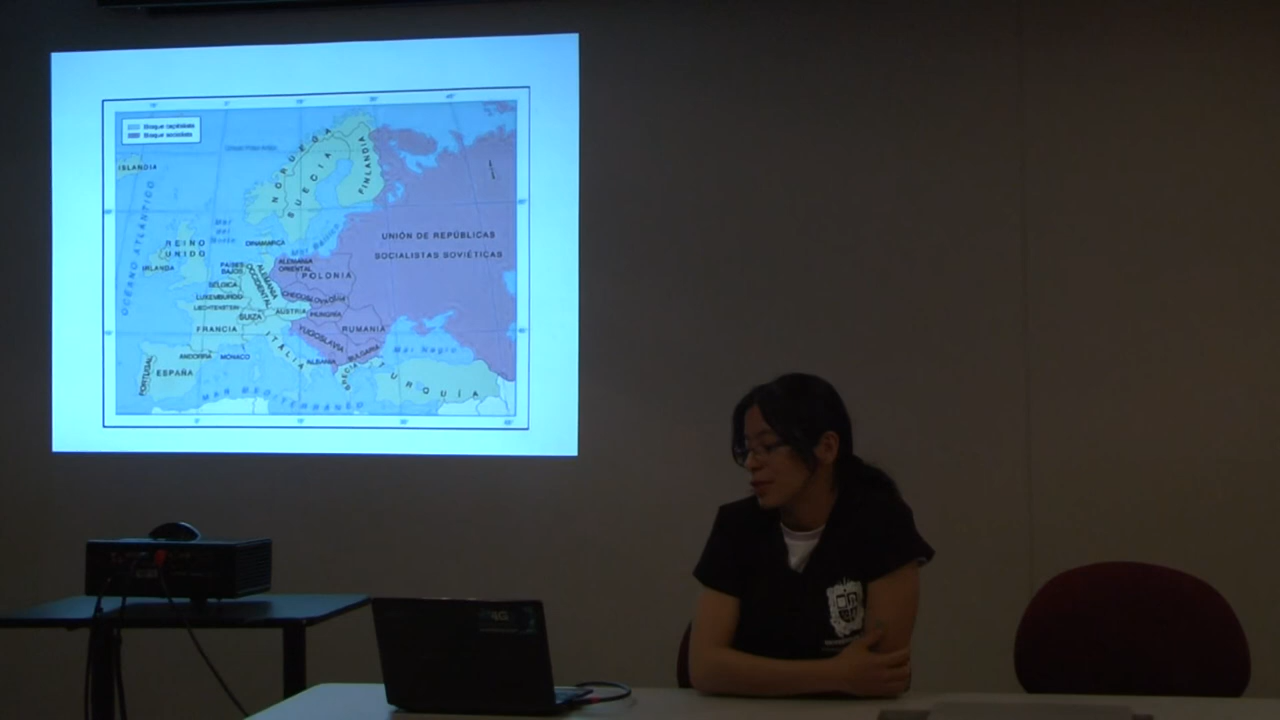 Bloque capitalista
Bloque socialista
ISLANDIA
NORUEGA
SUECIA
FINLANDIA
OCÉANO ATLÁNTICO
Mar
del
Norte
REINO
UNIDO
IRLANDA
DINAMARCA
Mar Báltico
UNIÓN DE REPÚBLICAS
SOCIALISTAS SOVIÉTICAS
PAÍSES
BAJOS
ALEMANIA
ORIENTAL
ALEMANIA
OCCIDENTAL
POLONIA
BÉLGICA
LUXEMBURGO
CHECOSLOVAQUIA
LIECHTENSTEIN
SUIZA
AUSTRIA
HUNGRÍA
FRANCIA
YUGOSLAVIA
RUMANIA
ITALIA
Mar Negro
ANDORRA
MONACO
ALBANIA
BULGARIA
PORTUGAL
ESPAÑA
GRECIA
TURQUÍA
MAR MEDITERRÁNEO